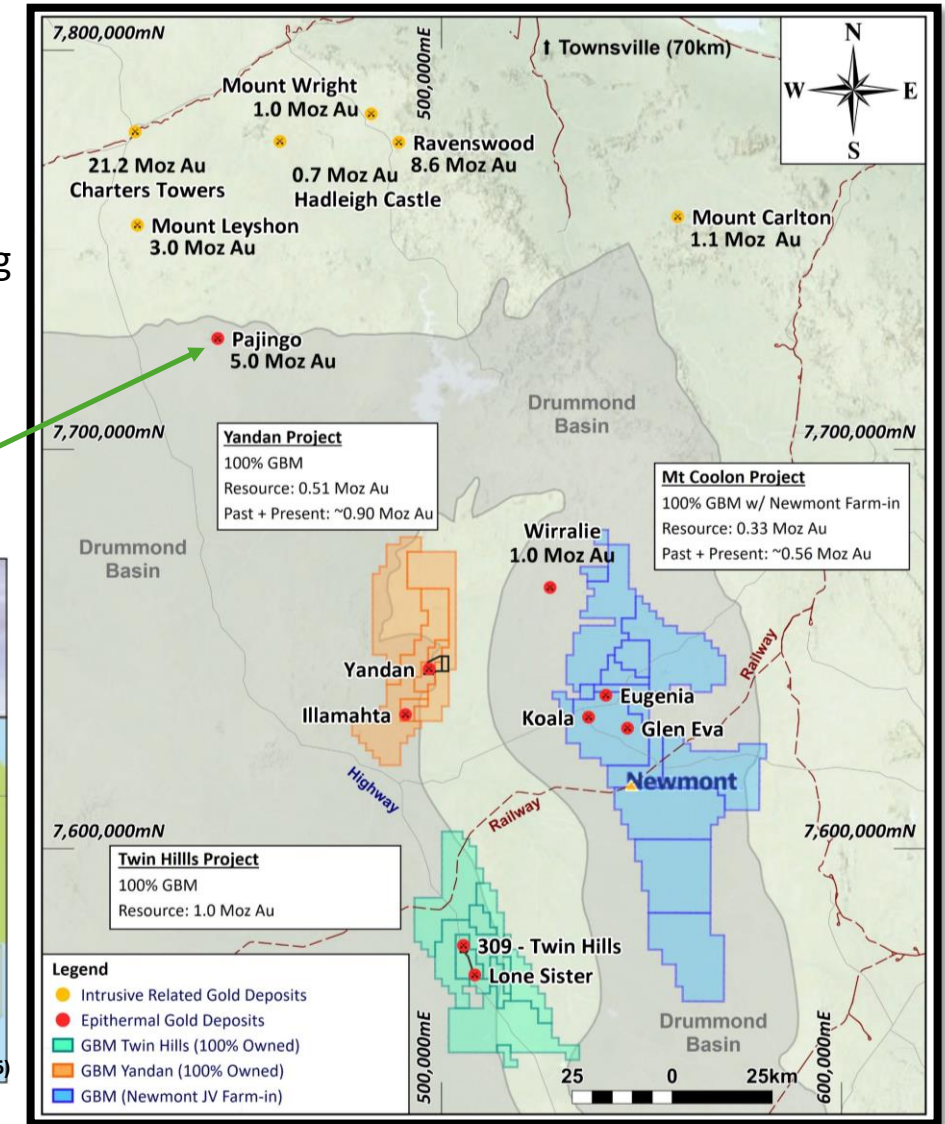 7,800,000mN
500,000mE
↑ Townsville (70km)
N
W E
S
Mount Wright
1.0 Moz Au
Ravenswood
8.6 Moz Au
21.2 Moz Au
Charters Towers
0.7 Moz Au
Hadleigh Castle
Mount Leyshon
3.0 Moz Au
Mount Carlton
1.1 Moz Au
g
Pajingo
5.0 Moz Au
Drummond
Basin
7,700,000mN
7,700,000mN
Yandan Project
100% GBM
Resource: 0.51 Moz Au
Past + Present: ~0.90 Moz Au
Mt Coolon Project
100% GBM w/ Newmont Farm-in
Resource: 0.33 Moz Au
Past + Present: ~0.56 Moz Au
Drummond
Basin
Wirralie
1.0 Moz Au
Yandan
Illamahta
Eugenia
Koala
Glen Eva
Railway
Newmont
Highway
Railway
7,600,000mN
7,600,000mN
Twin Hillls Project
100% GBM
Resource: 1.0 Moz Au
309 - Twin Hills
Lone Sister
Legend
Intrusive Related Gold Deposits
Epithermal Gold Deposits
GBM Twin Hills (100% Owned)
GBM Yandan (100% Owned)
GBM (Newmont JV Farm-in)
Drummond
Basin
500,000mE
600,000mE
25 0 25km